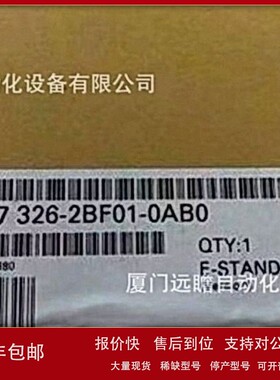 化设备有限公司
7 326-2BF01-0AB0
QTY:1
E-STAND
厦门远瞻自动化
包邮
报价快 售后到位 支持对公
大量现货 稀缺型号 停产型号 可开